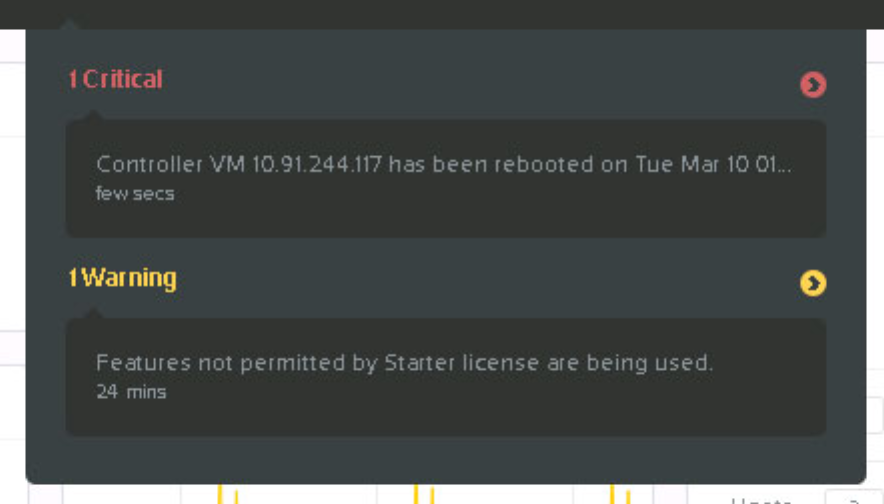 1 Critical
Controller VM 10.91.244.117 has been rebooted on Tue Mar 10 01...
few secs
1 Warning
Features not permitted by Starter license are being used.
24 mins